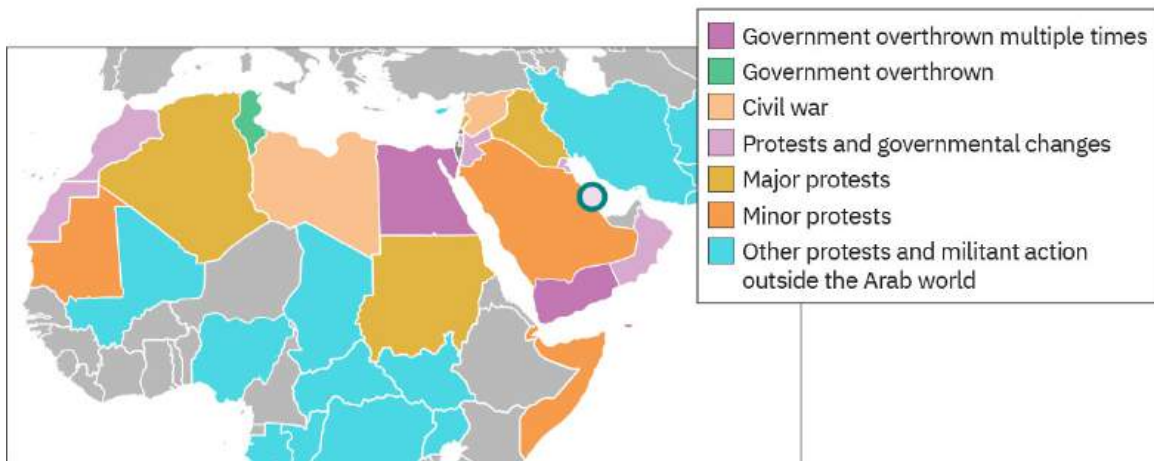 Government overthrown multiple times
Government overthrown
Civil war
Protests and governmental changes
Major protests
Minor protests
Other protests and militant action
outside the Arab world